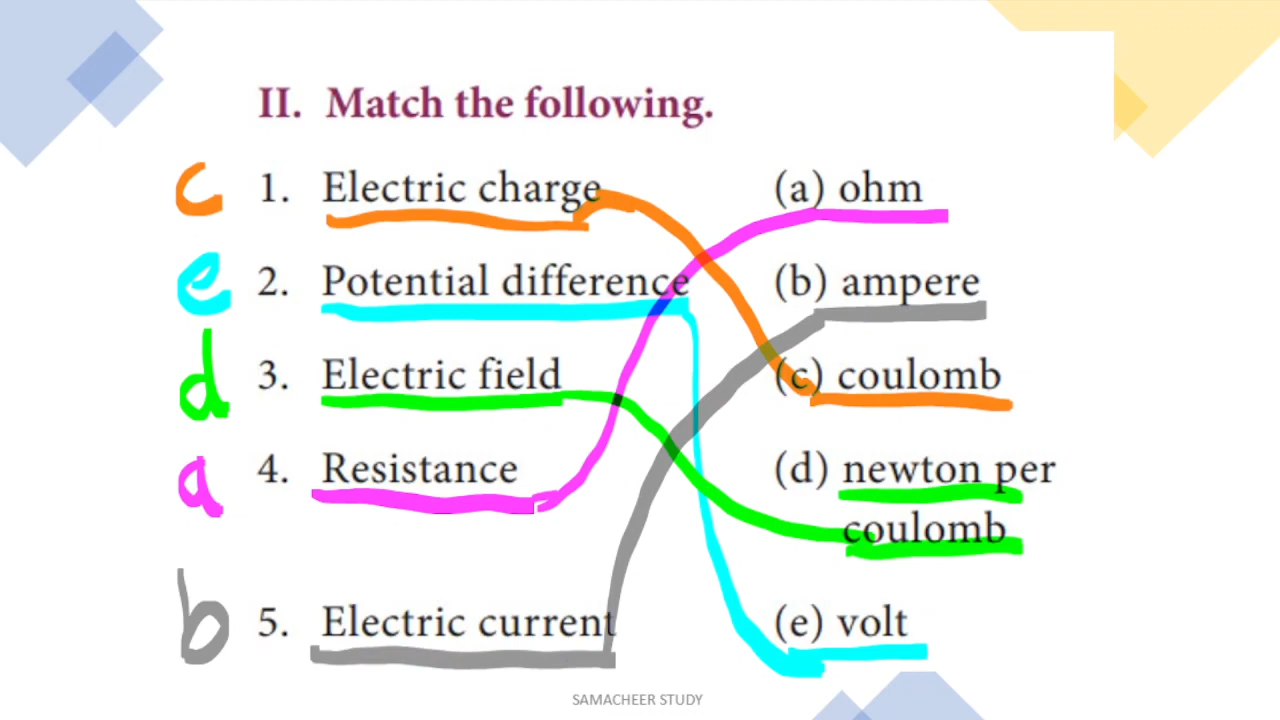 II. Match the following.
c 1. Electric charge (a) ohm
e 2. Potential difference (b) ampere
d 3. Electric field (c) coulomb
a 4. Resistance (d) newton per
coulomb
b 5. Electric current (e) volt
SAMACHEER STUDY